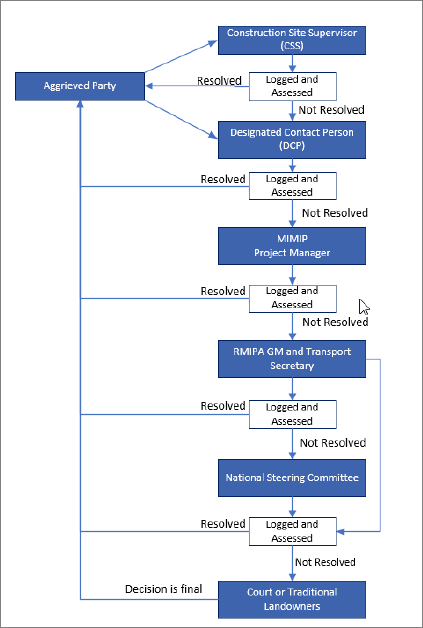 Construction Site Supervisor
(CSS)
Aggrieved Party
Resolved
Logged and
Assessed
Not Resolved
Designated Contact Person
(DCP)
Resolved
Logged and
Assessed
Not Resolved
MIMIP
Project Manager
Resolved
Logged and
Assessed
Not Resolved
RMIPA GM and Transport
Secretary
Resolved
Logged and
Assessed
Not Resolved
National Steering Committee
Resolved
Logged and
Assessed
Not Resolved
Decision is final
Court or Traditional
Landowners